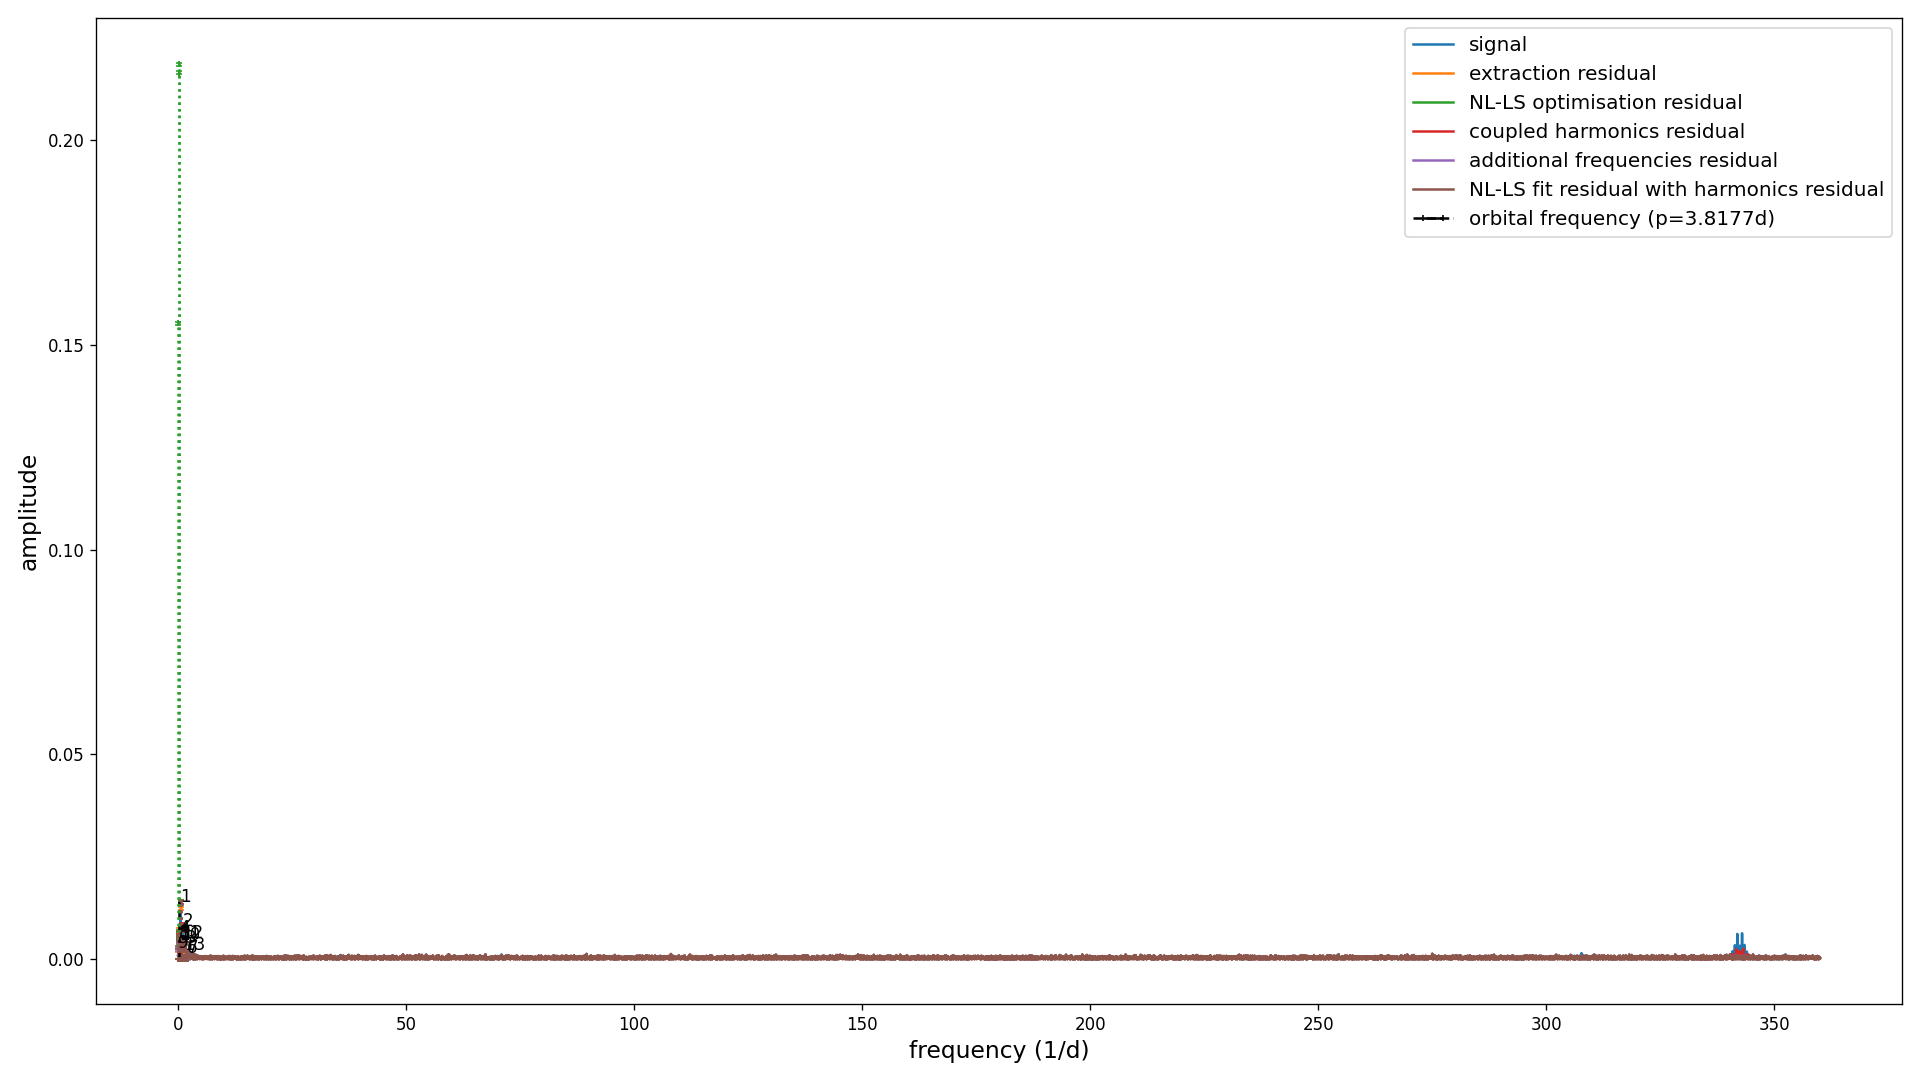 signal
extraction residual
NL-LS optimisation residual
coupled harmonics residual
additional frequencies residual
NL-LS fit residual with harmonics residual
orbital frequency (p=3.8177d)
amplitude
0.20
0.15
0.10
0.05
0.00
1
2
0
50
100
150
200
250
300
350
frequency (1/d)